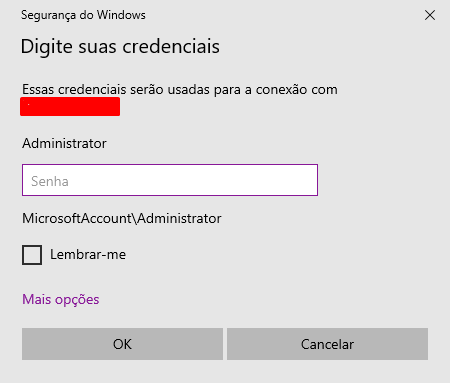 Segurança do Windows
Digite suas credenciais
Essas credenciais serão usadas para a conexão com
Administrator
Senha
MicrosoftAccount\Administrator
Lembrar-me
Mais opções
OK
Cancelar